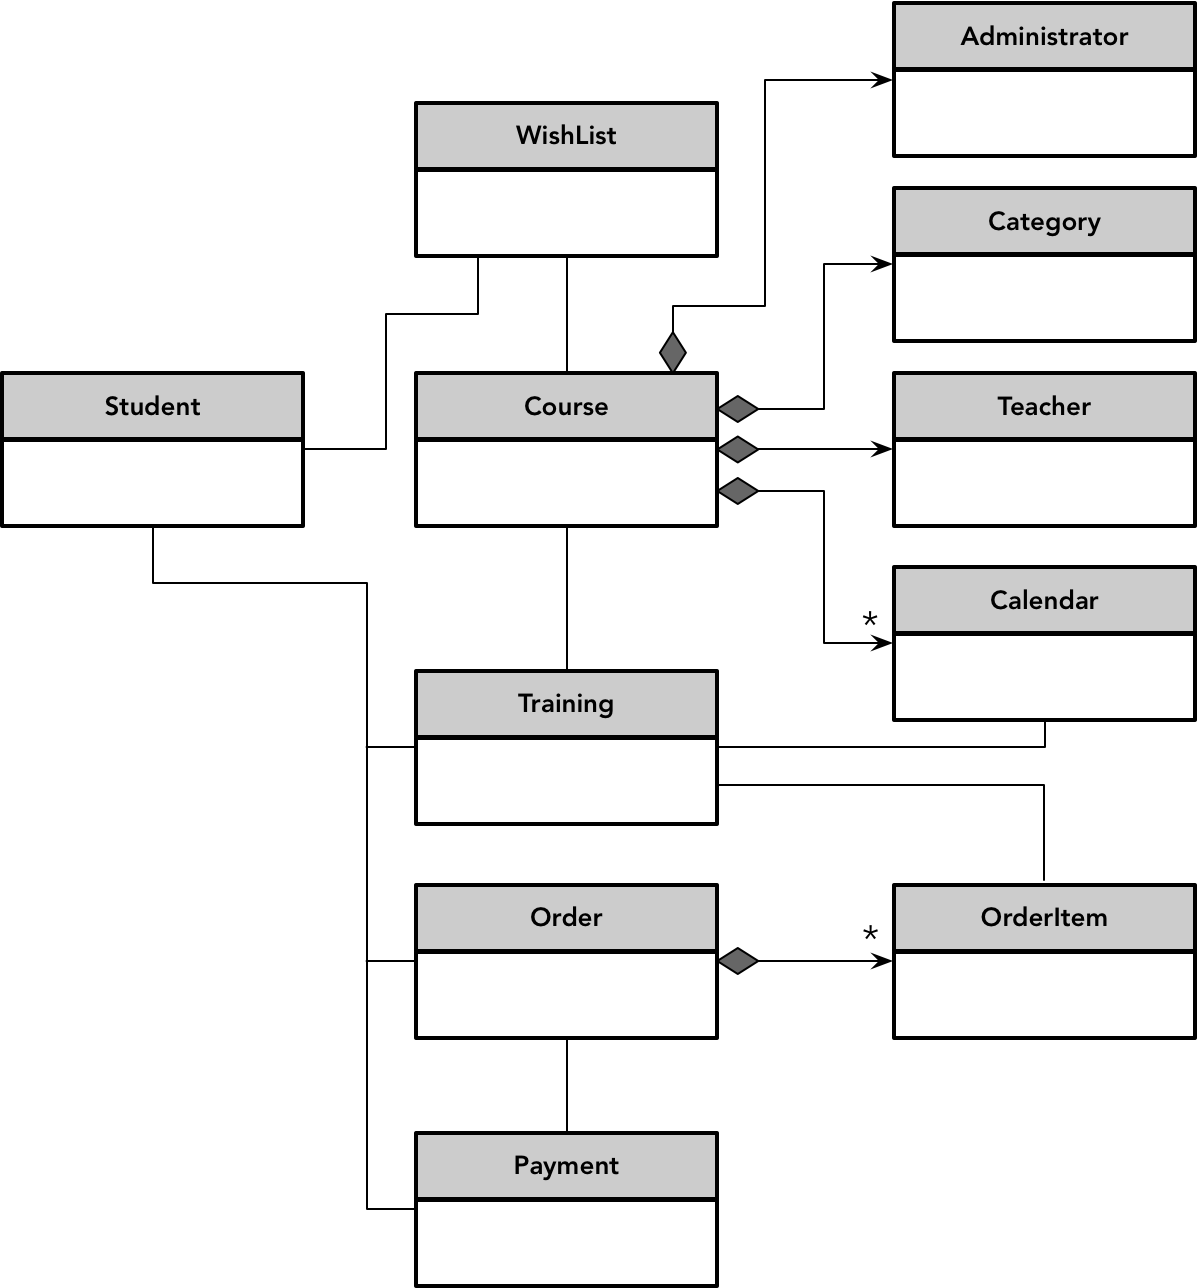 Administrator
WishList
Category
Student
Course
Teacher
Calendar
*
Training
Order
*
OrderItem
Payment